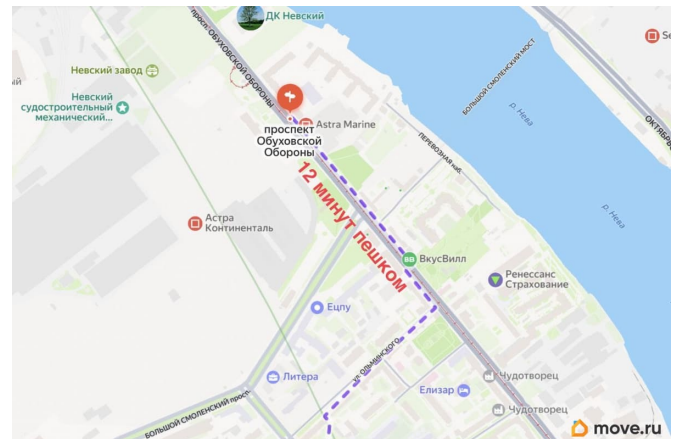 ДК Невский
просп. ОБУХОВСКОЙ ОБОРОНЫ
Невский завод
БОЛЬШОЙ СМОЛЕНСКИЙ МОСТ
р. Нева
Невский
судостроительный
механический...
Astra Marine
проспект
Обуховской
Обороны
ПЕРЕВОЗНАЯ наб.
12 минут пешком
р. Нева
Астра
Континенталь
ВВ
ВкусВилл
Ренессанс
Страхование
Ецпу
ул. ОЛЬМИНСКОГО
Литера
Чудотворец
Елизар
Чудотворец
БОЛЬШОЙ СМОЛЕНСКИЙ просп.
move.ru